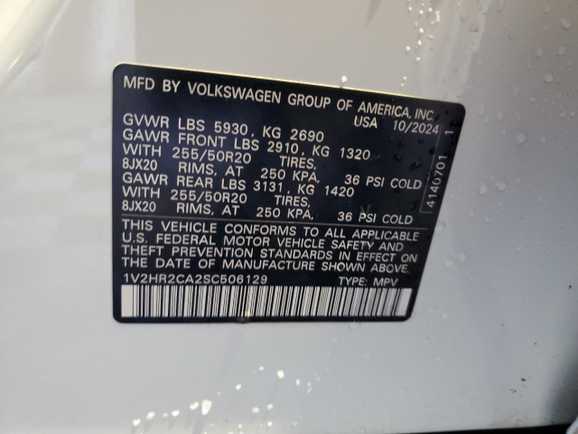 MFD BY VOLKSWAGEN GROUP OF AMERICA, INC.
USA 10/2024
GVWR LBS 5930, KG 2690
GAWR FRONT LBS 2910, KG 1320
WITH 255/50R20 TIRES,
8JX20 RIMS, AT 250 KPA, 36 PSI COLD
GAWR REAR LBS 3131, KG 1420
WITH 255/50R20 TIRES,
8JX20 RIMS, AT 250 KPA, 36 PSI COLD
THIS VEHICLE CONFORMS TO ALL APPLICABLE
U.S. FEDERAL MOTOR VEHICLE SAFETY AND
THEFT PREVENTION STANDARDS IN EFFECT ON
THE DATE OF MANUFACTURE SHOWN ABOVE.
1V2HR2CA2SC506129 TYPE: MPV
4140701 1